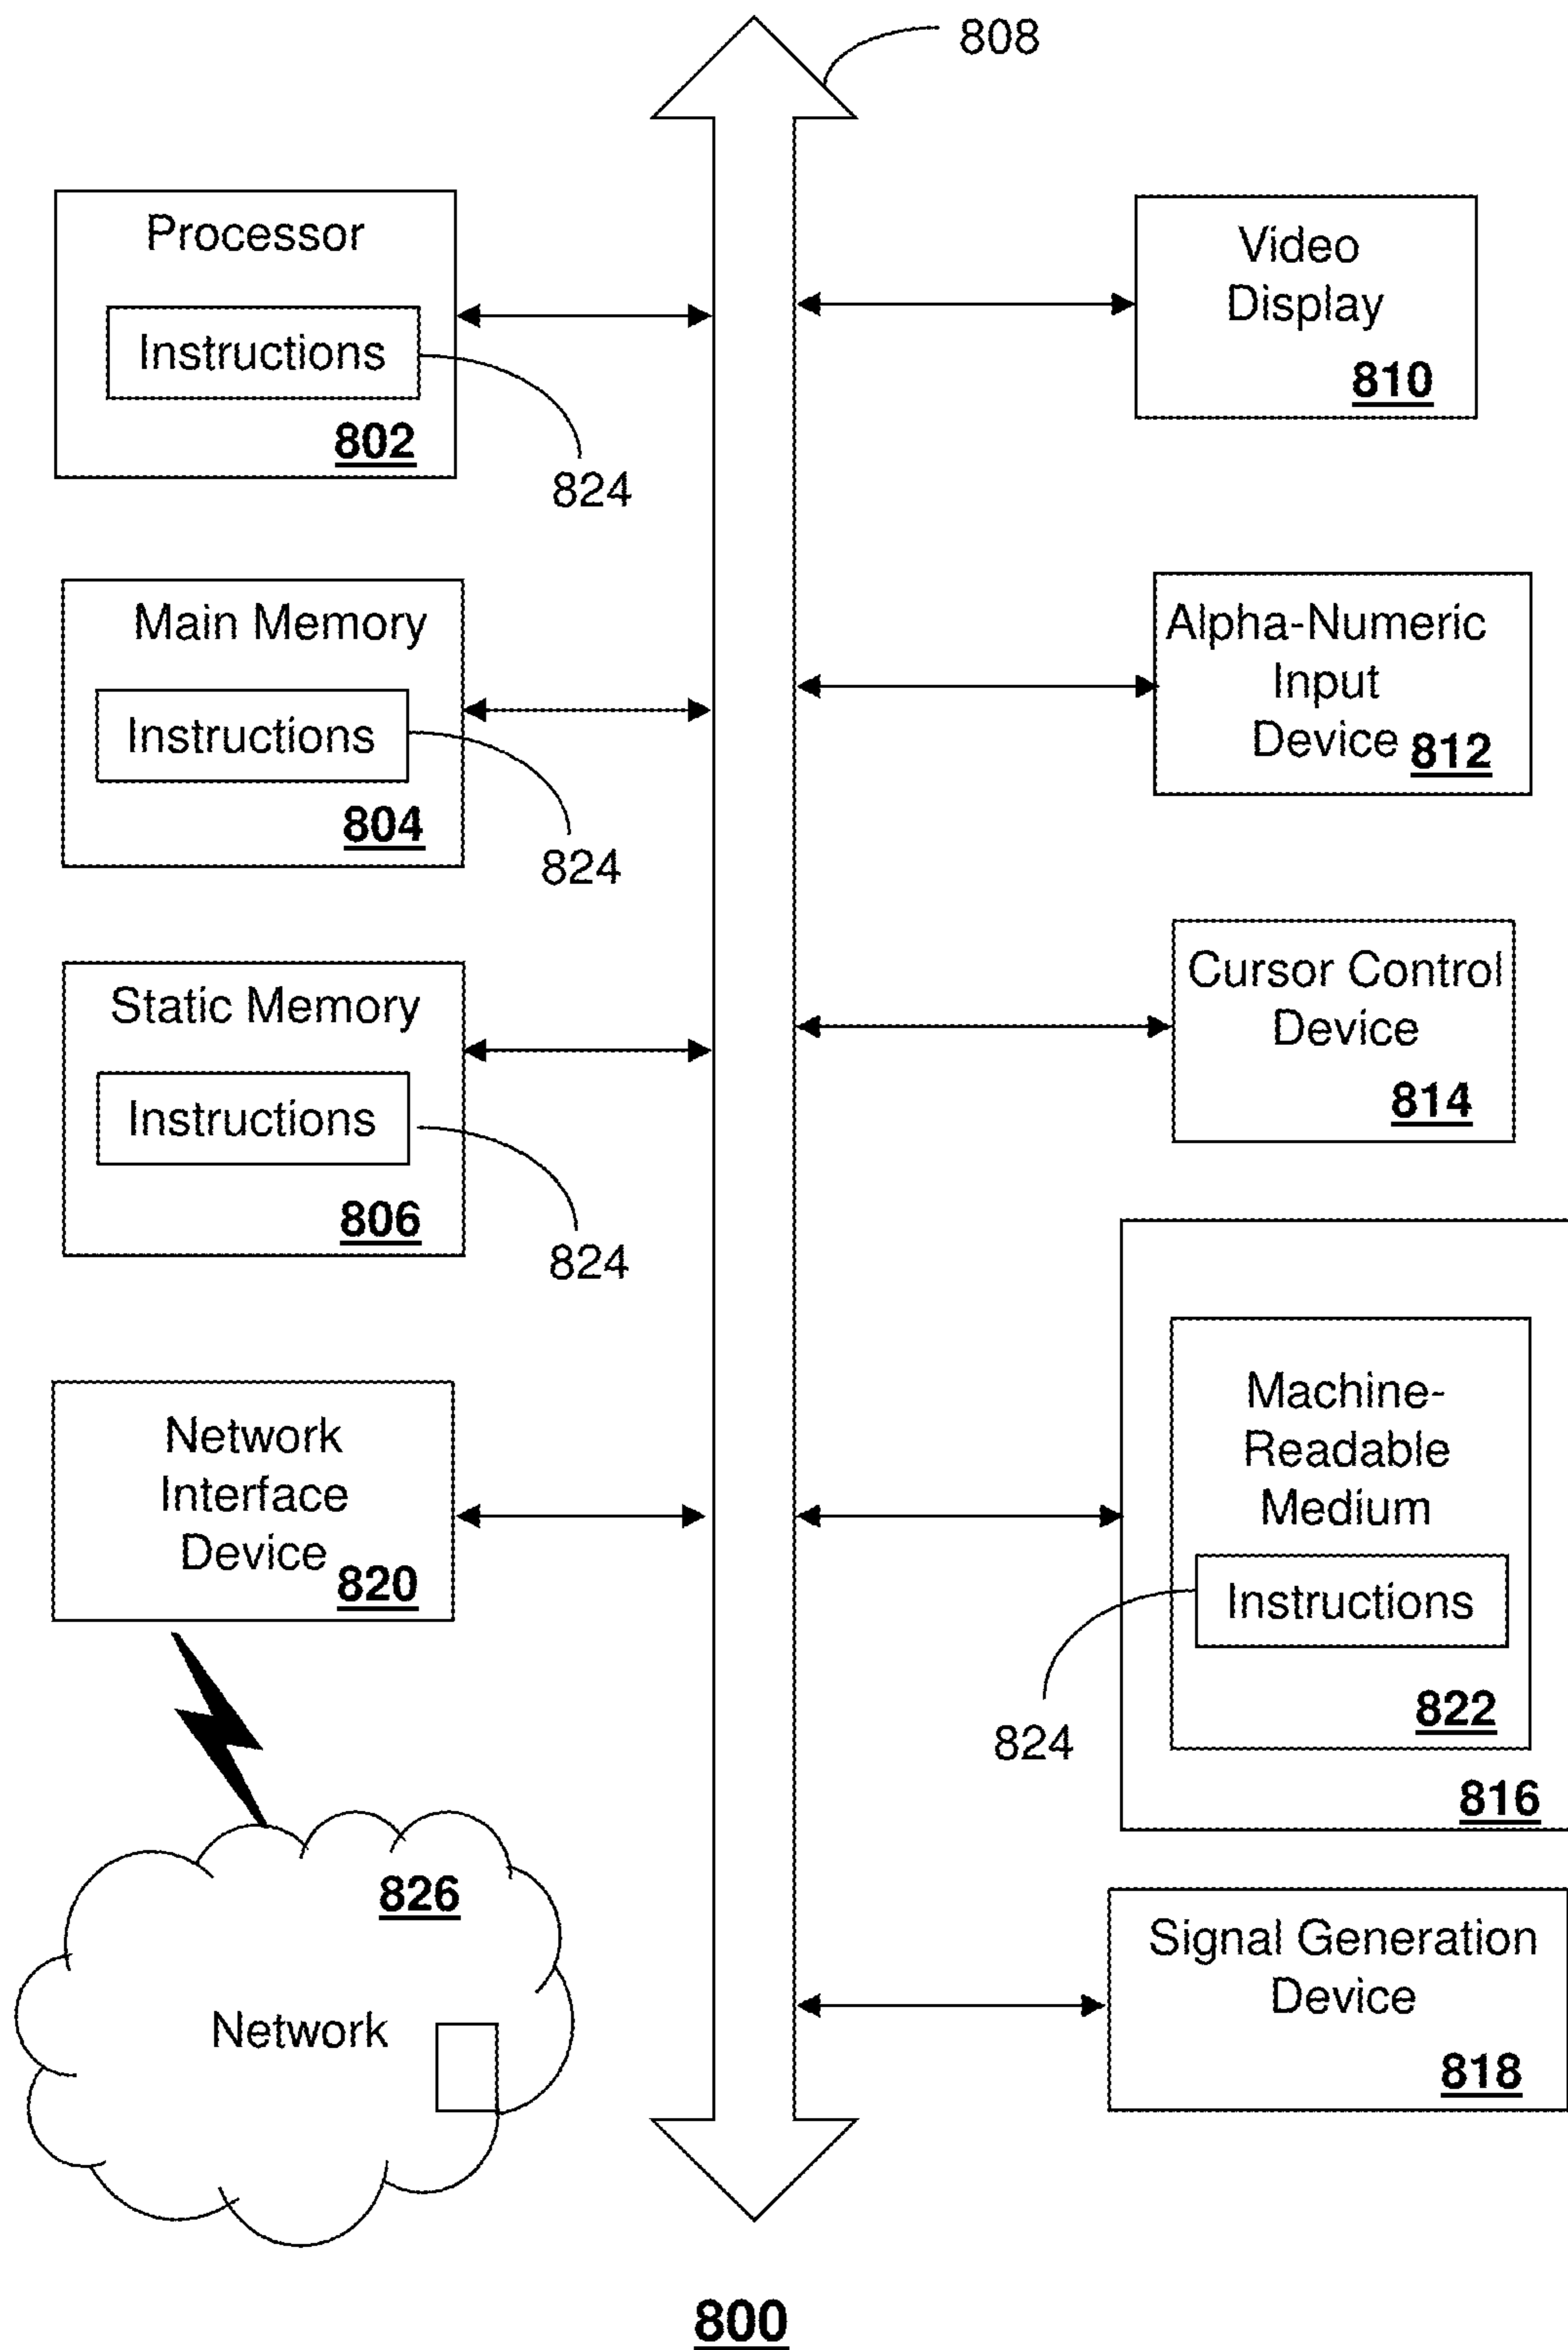 808
Processor
Instructions
802
824
Main Memory
Instructions
804
824
Static Memory
Instructions
806
824
Network
Interface
Device
820
826
Network
Video
Display
810
Alpha-Numeric
Input
Device 812
Cursor Control
Device
814
Machine-
Readable
Medium
Instructions
822
824
816
Signal Generation
Device
818
800